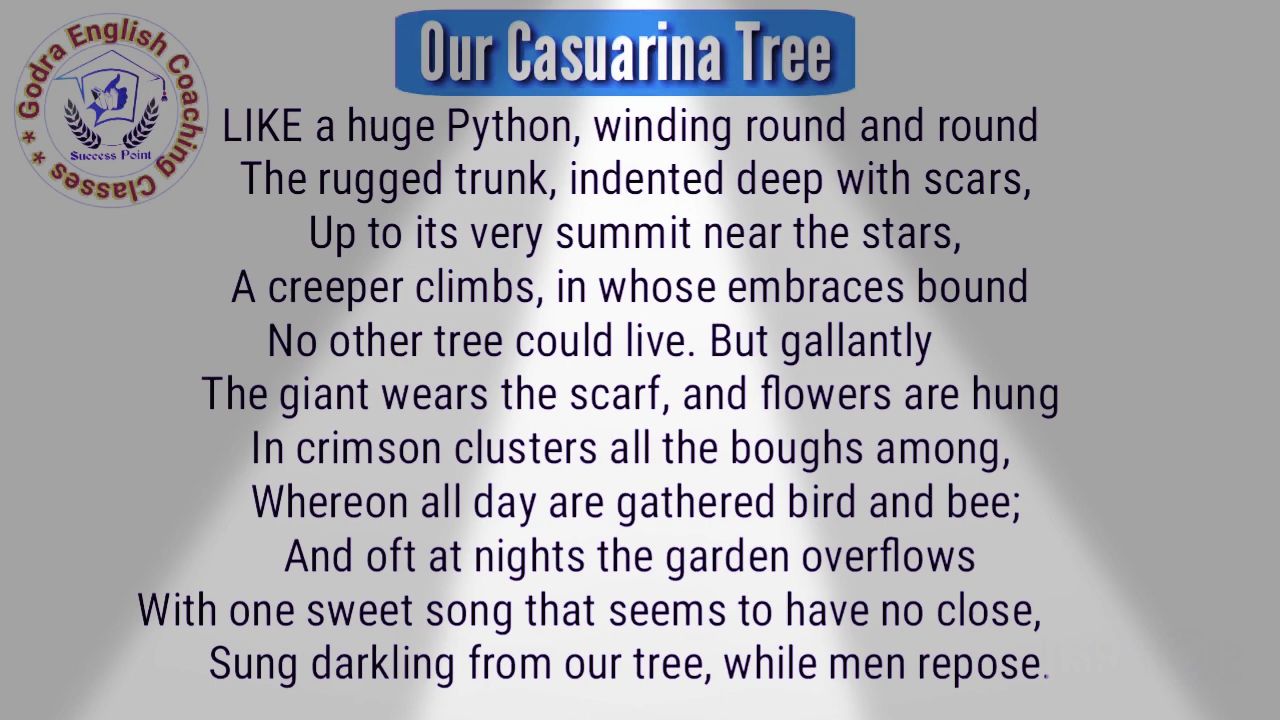 Godra English Coaching Classes * * *
Success Point
Our Casuarina Tree
LIKE a huge Python, winding round and round
The rugged trunk, indented deep with scars,
Up to its very summit near the stars,
A creeper climbs, in whose embraces bound
No other tree could live. But gallantly
The giant wears the scarf, and flowers are hung
In crimson clusters all the boughs among,
Whereon all day are gathered bird and bee;
And oft at nights the garden overflows
With one sweet song that seems to have no close,
Sung darkling from our tree, while men repose.